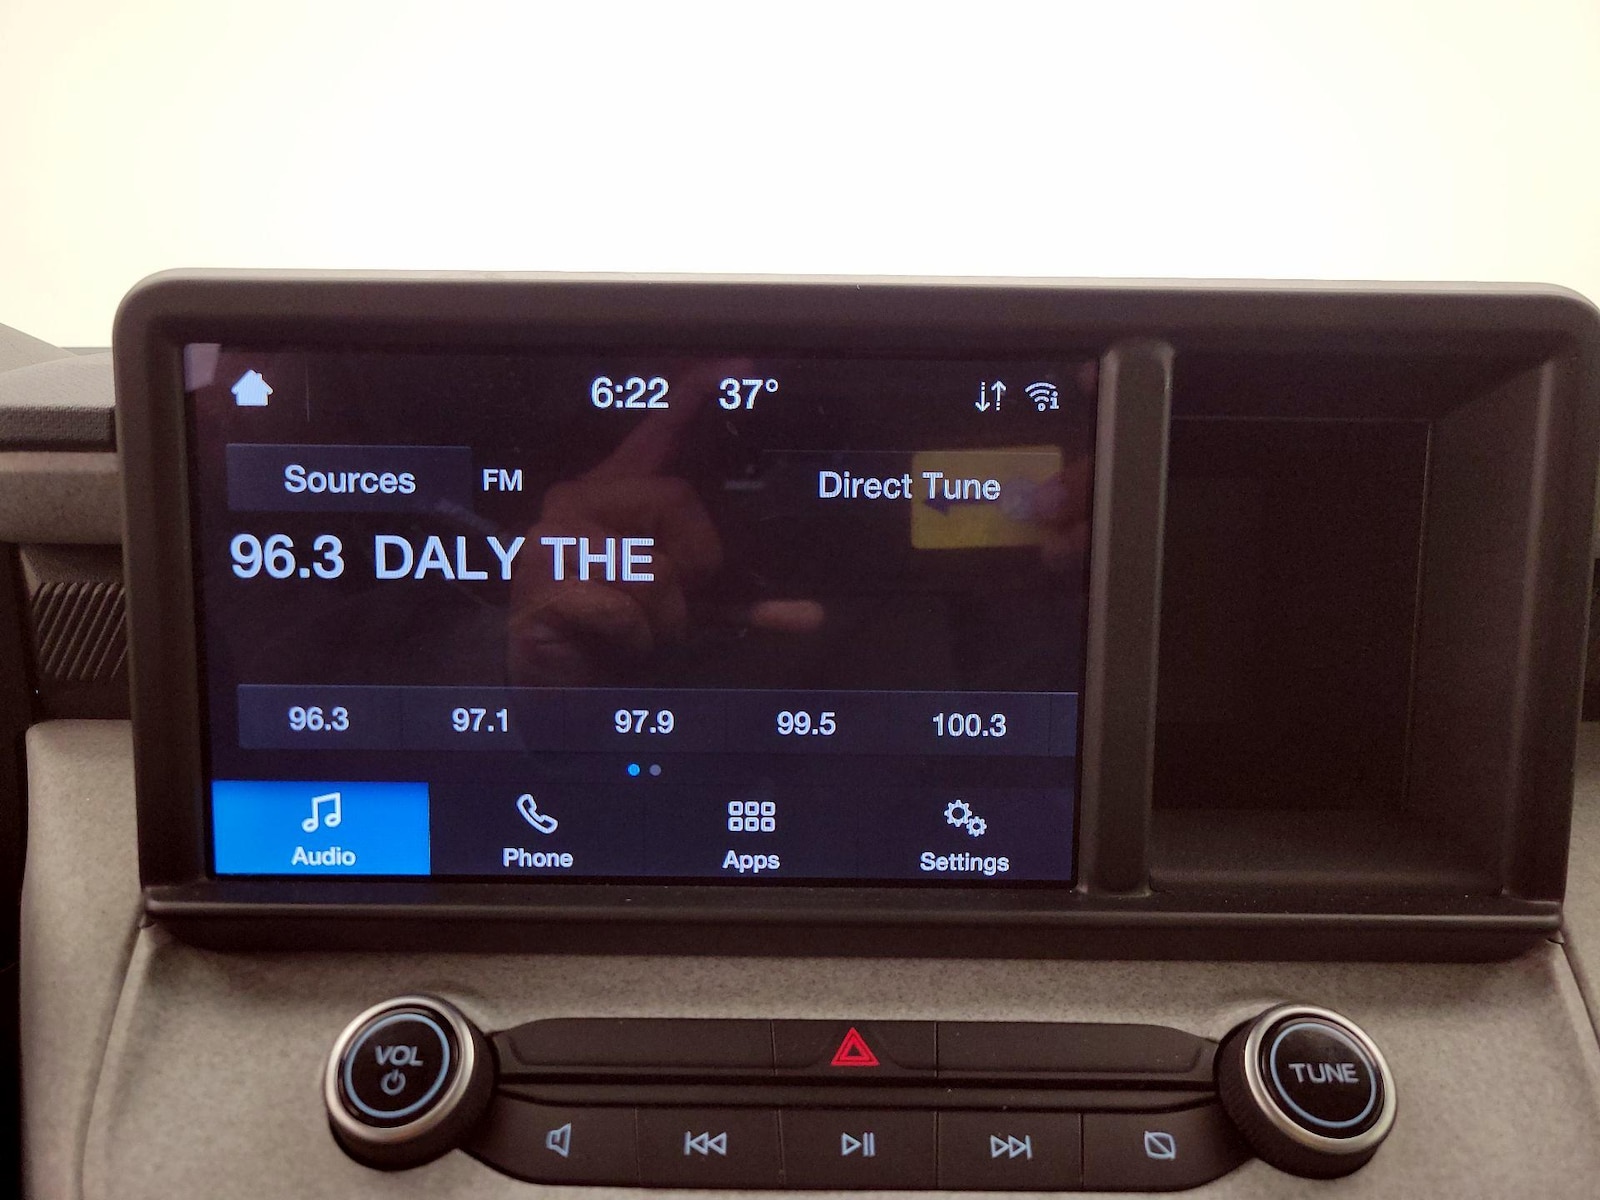 6:22 37°
Sources FM Direct Tune
96.3 DALY THE
96.3 97.1 97.9 99.5 100.3
Audio Phone Apps Settings
VOL
TUNE